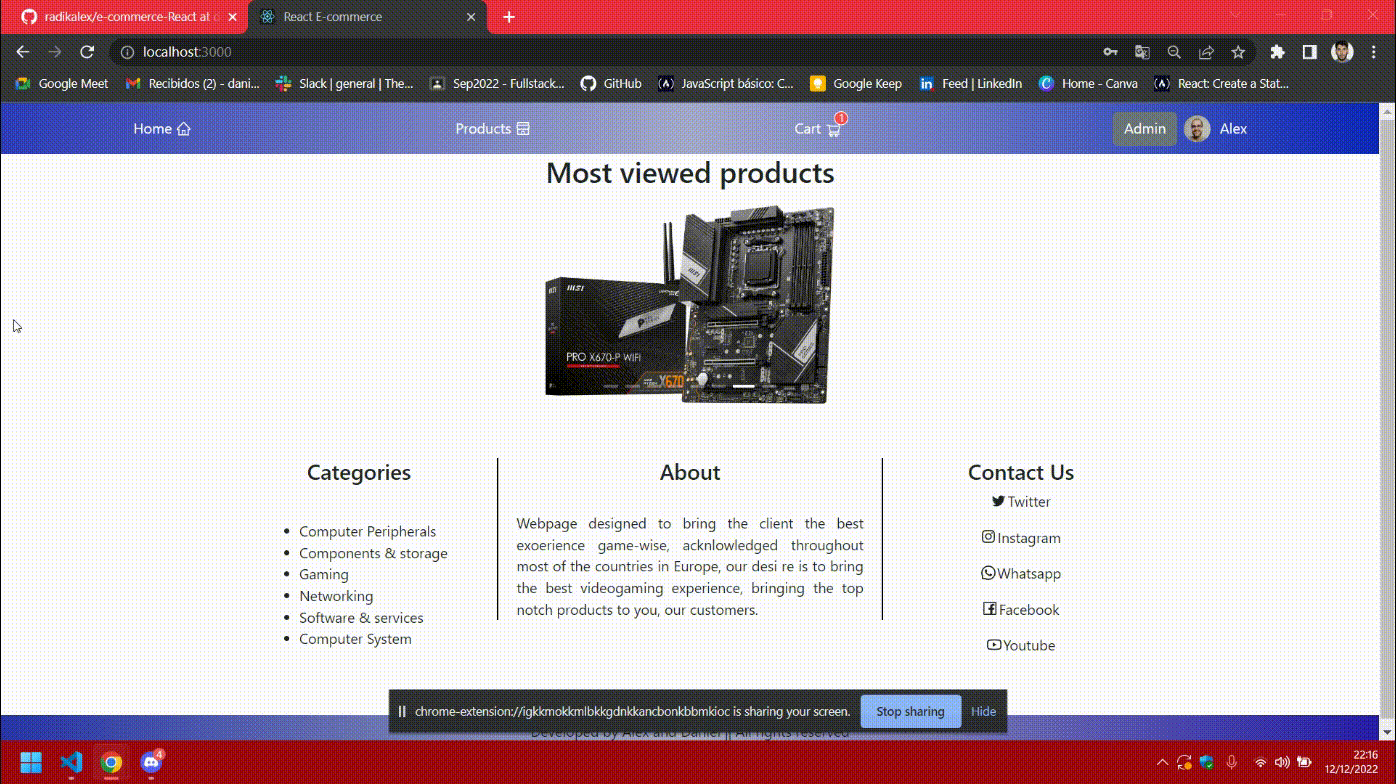 radikalex/e-commerce-React at d
React E-commerce
localhost:3000
Google Meet
Recibidos (2) - dani...
Slack | general | The...
Sep2022 - Fullstack...
GitHub
JavaScript básico: C...
Google Keep
Feed | LinkedIn
Home - Canva
React: Create a Stat...
Home
Products
Cart 1
Admin
Alex
Most viewed products
msi
PRO X670-P WIFI
X670
Categories
Computer Peripherals
Components & storage
Gaming
Networking
Software & services
Computer System
About
Webpage designed to bring the client the best
exoerience game-wise, acknlowledged throughout
most of the countries in Europe, our desi re is to bring
the best videogaming experience, bringing the top
notch products to you, our customers.
Contact Us
Twitter
Instagram
Whatsapp
Facebook
Youtube
chrome-extension://igkkmokkmlbkkgdnkkancbonkbbmkioc is sharing your screen.
Stop sharing
Hide
Developed by Alex and Daniel || All rights reserved
4
22:16
12/12/2022